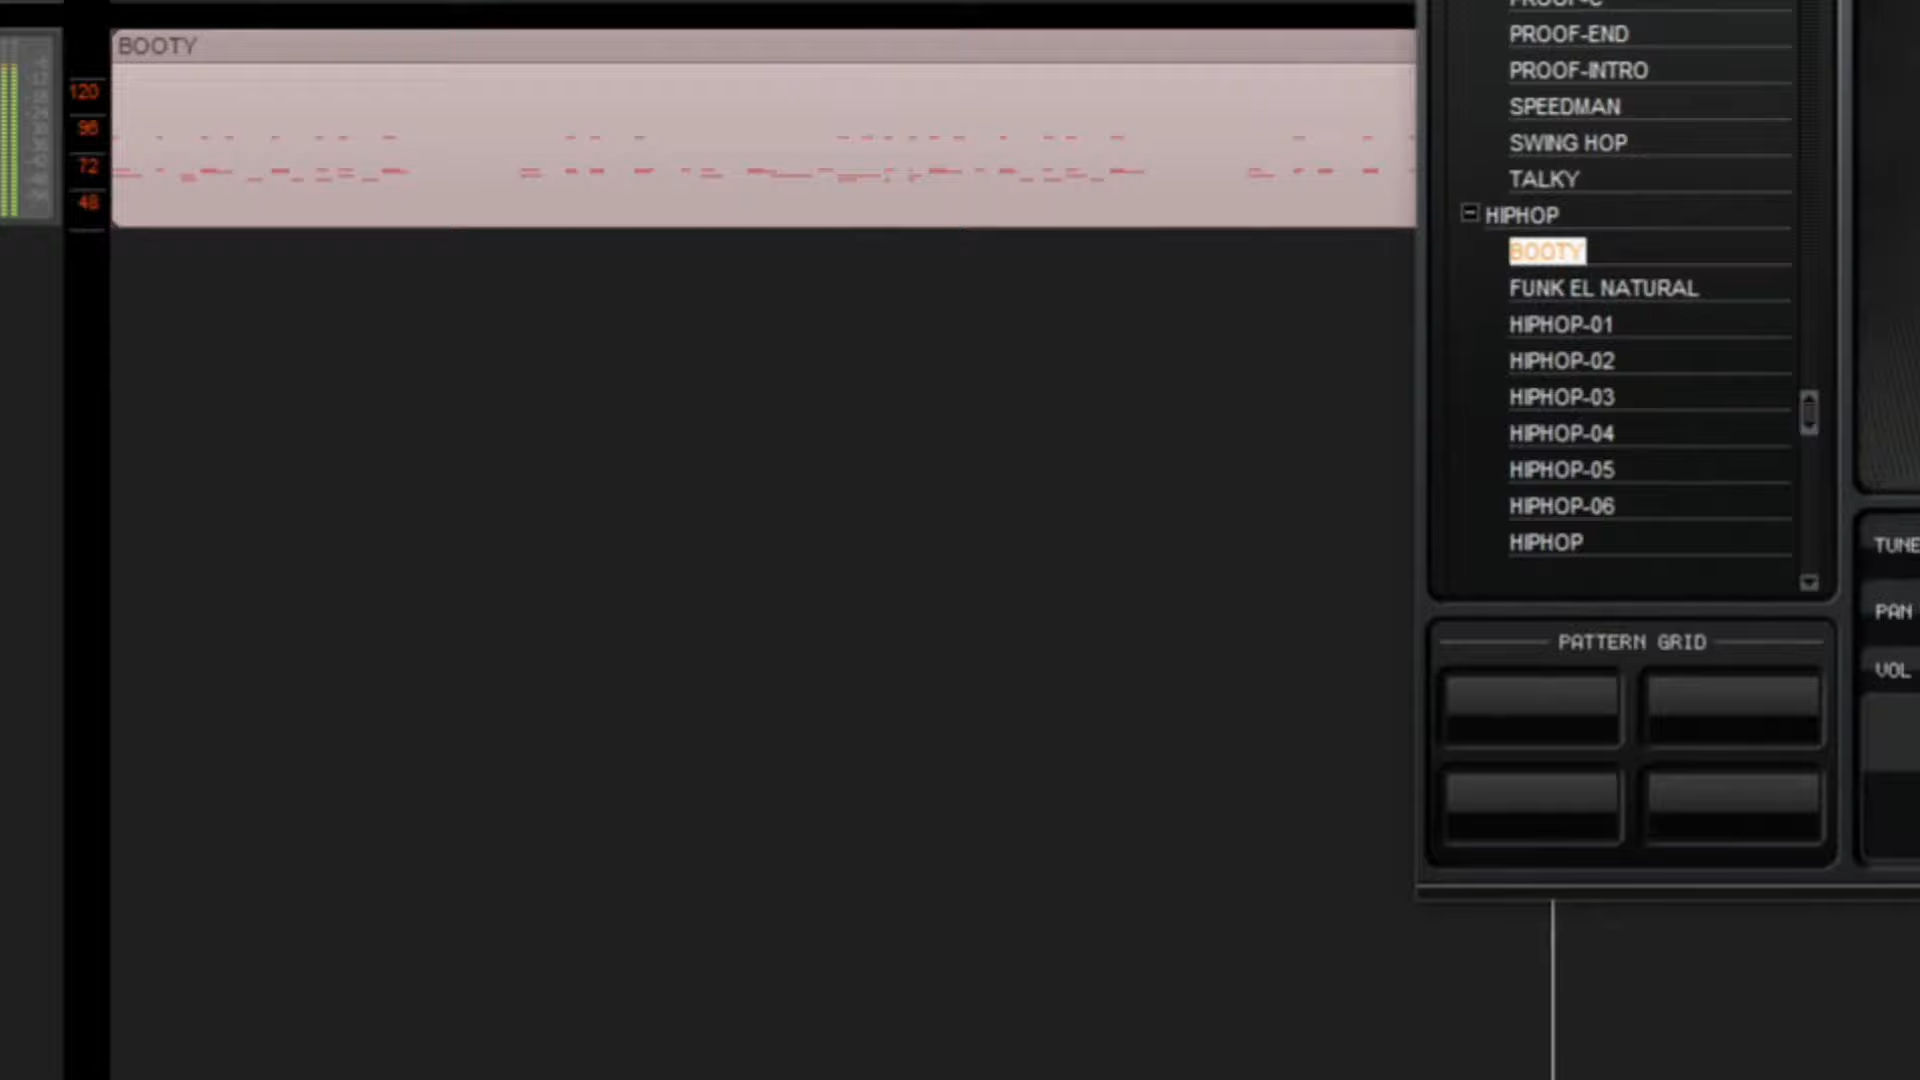 BOOTY
120
96
72
48
PROOF-END
PROOF-INTRO
SPEEDMAN
SWING HOP
TALKY
HIPHOP
BOOTY
FUNK EL NATURAL
HIPHOP-01
HIPHOP-02
HIPHOP-03
HIPHOP-04
HIPHOP-05
HIPHOP-06
HIPHOP
PATTERN GRID
TUNE
PAN
VOL